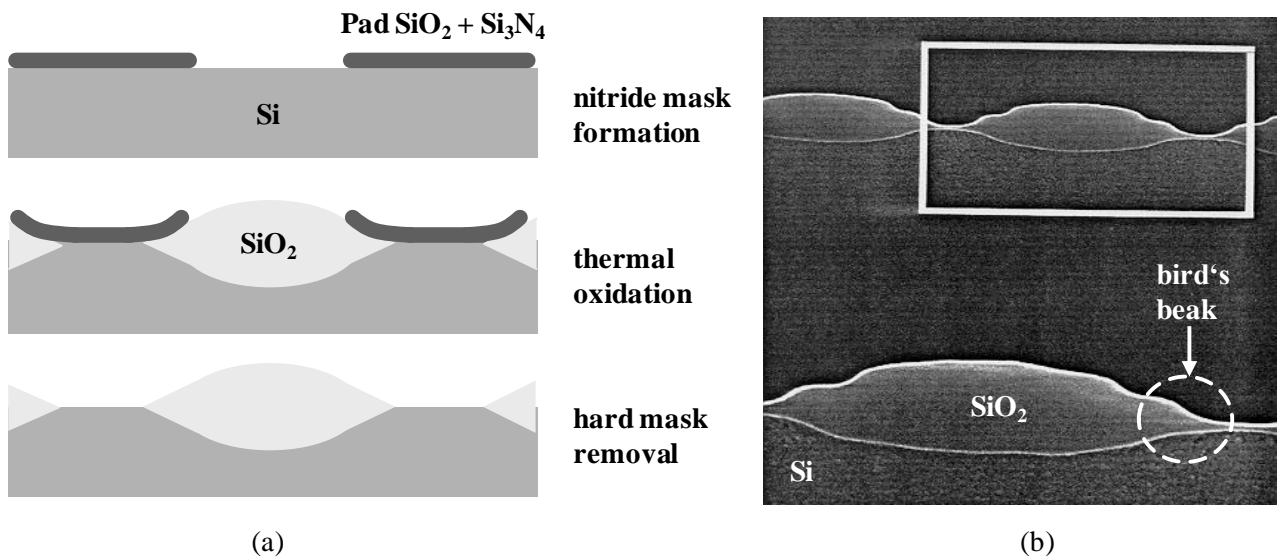 Pad SiO₂ + Si₃N₄
Si
nitride mask
formation
SiO₂
thermal
oxidation
hard mask
removal
(a)
bird‘s
beak
SiO₂
Si
(b)